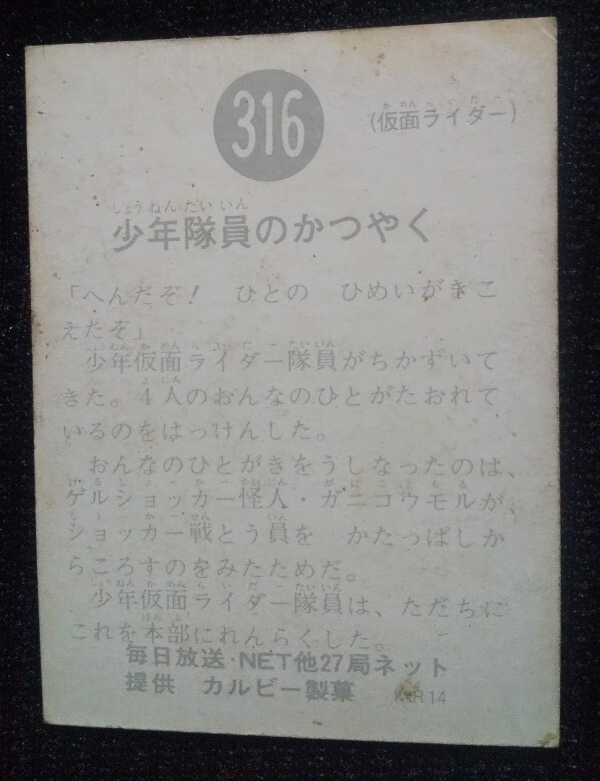 316
(仮面ライダー)
少年隊員のかつやく
「へんだぞ！ ひとの ひめいがきこ
えたぞ」
少年仮面ライダー隊員がちかずいて
きた。4人のおんなのひとがたおれて
いるのをはっけんした。
おんなのひとがきをうしなったのは、
ゲルショッカー怪人・ガニコウモルが、
ショッカー戦とう員を かたっぱしか
らころすのをみたためだ。
少年仮面ライダー隊員は、ただちに
これを本部にれんらくした。
毎日放送・NET他27局ネット
提供 カルビー製菓 KR14